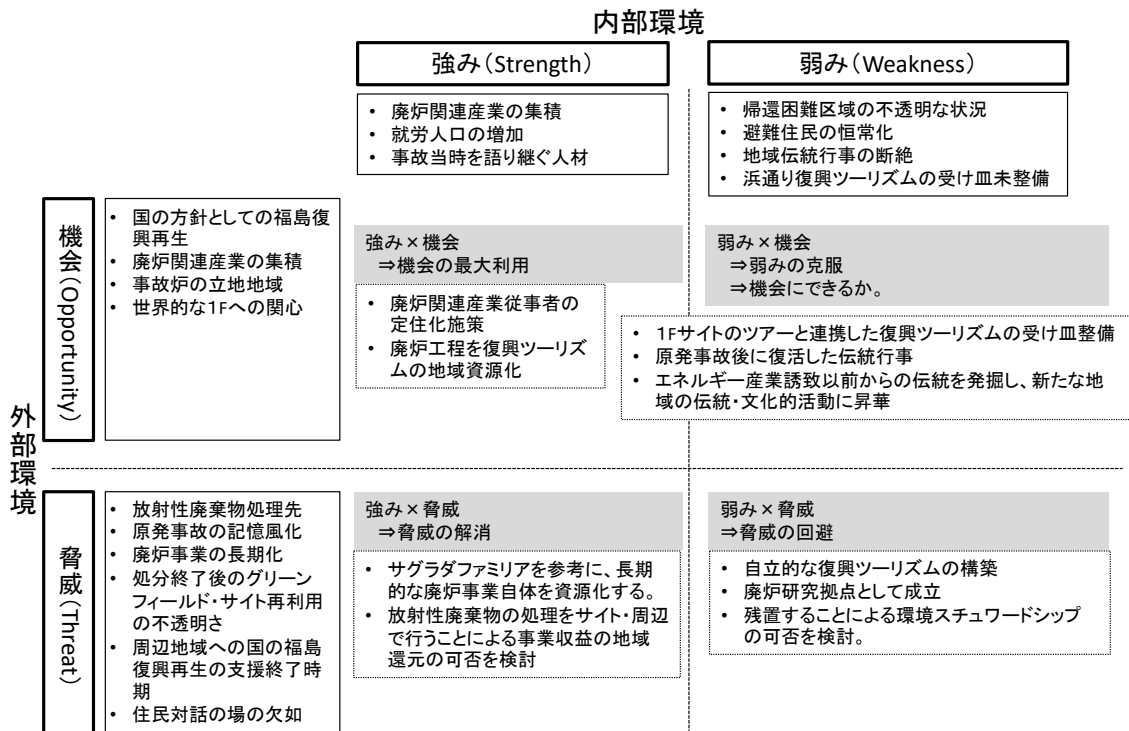 内部環境
強み（Strength）
弱み（Weakness）
• 廃炉関連産業の集積
• 就労人口の増加
• 事故当時を語り継ぐ人材
• 帰還困難区域の不透明な状況
• 避難住民の恒常化
• 地域伝統行事の断絶
• 浜通り復興ツーリズムの受け皿未整備
外部環境
機会（Opportunity）
• 国の方針としての福島復
興再生
• 廃炉関連産業の集積
• 事故炉の立地地域
• 世界的な1Fへの関心
強み×機会
⇒機会の最大利用
• 廃炉関連産業従事者の
定住化施策
• 廃炉工程を復興ツーリズ
ムの地域資源化
弱み×機会
⇒弱みの克服
⇒機会にできるか。
• 1Fサイトのツアーと連携した復興ツーリズムの受け皿整備
• 原発事故後に復活した伝統行事
• エネルギー産業誘致以前からの伝統を発掘し、新たな地
域の伝統・文化的活動に昇華
脅威（Threat）
• 放射性廃棄物処理先
• 原発事故の記憶風化
• 廃炉事業の長期化
• 処分終了後のグリーン
フィールド・サイト再利用
の不透明さ
• 周辺地域への国の福島
復興再生の支援終了時
期
• 住民対話の場の欠如
強み×脅威
⇒脅威の解消
• サグラダファミリアを参考に、長期
的な廃炉事業自体を資源化する。
• 放射性廃棄物の処理をサイト・周辺
で行うことによる事業収益の地域
還元の可否を検討
弱み×脅威
⇒脅威の回避
• 自立的な復興ツーリズムの構築
• 廃炉研究拠点として成立
• 残置することによる環境スチュワードシップ
の可否を検討。